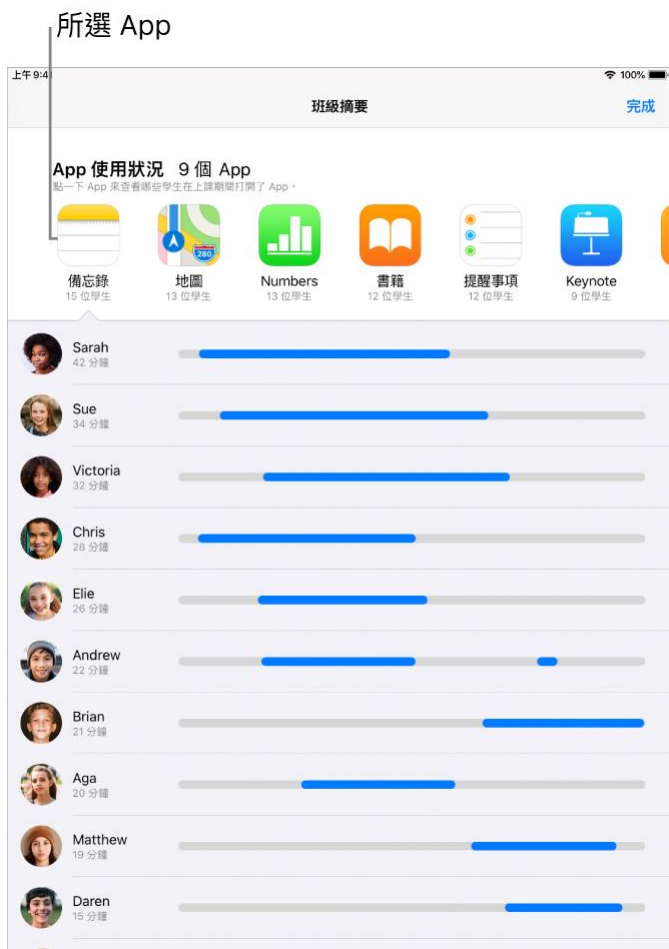 所選 App
上午 9:41
100%
班級摘要
完成
App 使用狀況 9 個 App
點一下 App 來查看哪些學生在上課期間打開了 App。
280
備忘錄
15 位學生
地圖
13 位學生
Numbers
13 位學生
書籍
12 位學生
提醒事項
12 位學生
Keynote
9 位學生
Sarah
42 分鐘
Sue
34 分鐘
Victoria
32 分鐘
Chris
28 分鐘
Elie
26 分鐘
Andrew
22 分鐘
Brian
21 分鐘
Aga
20 分鐘
Matthew
19 分鐘
Daren
15 分鐘